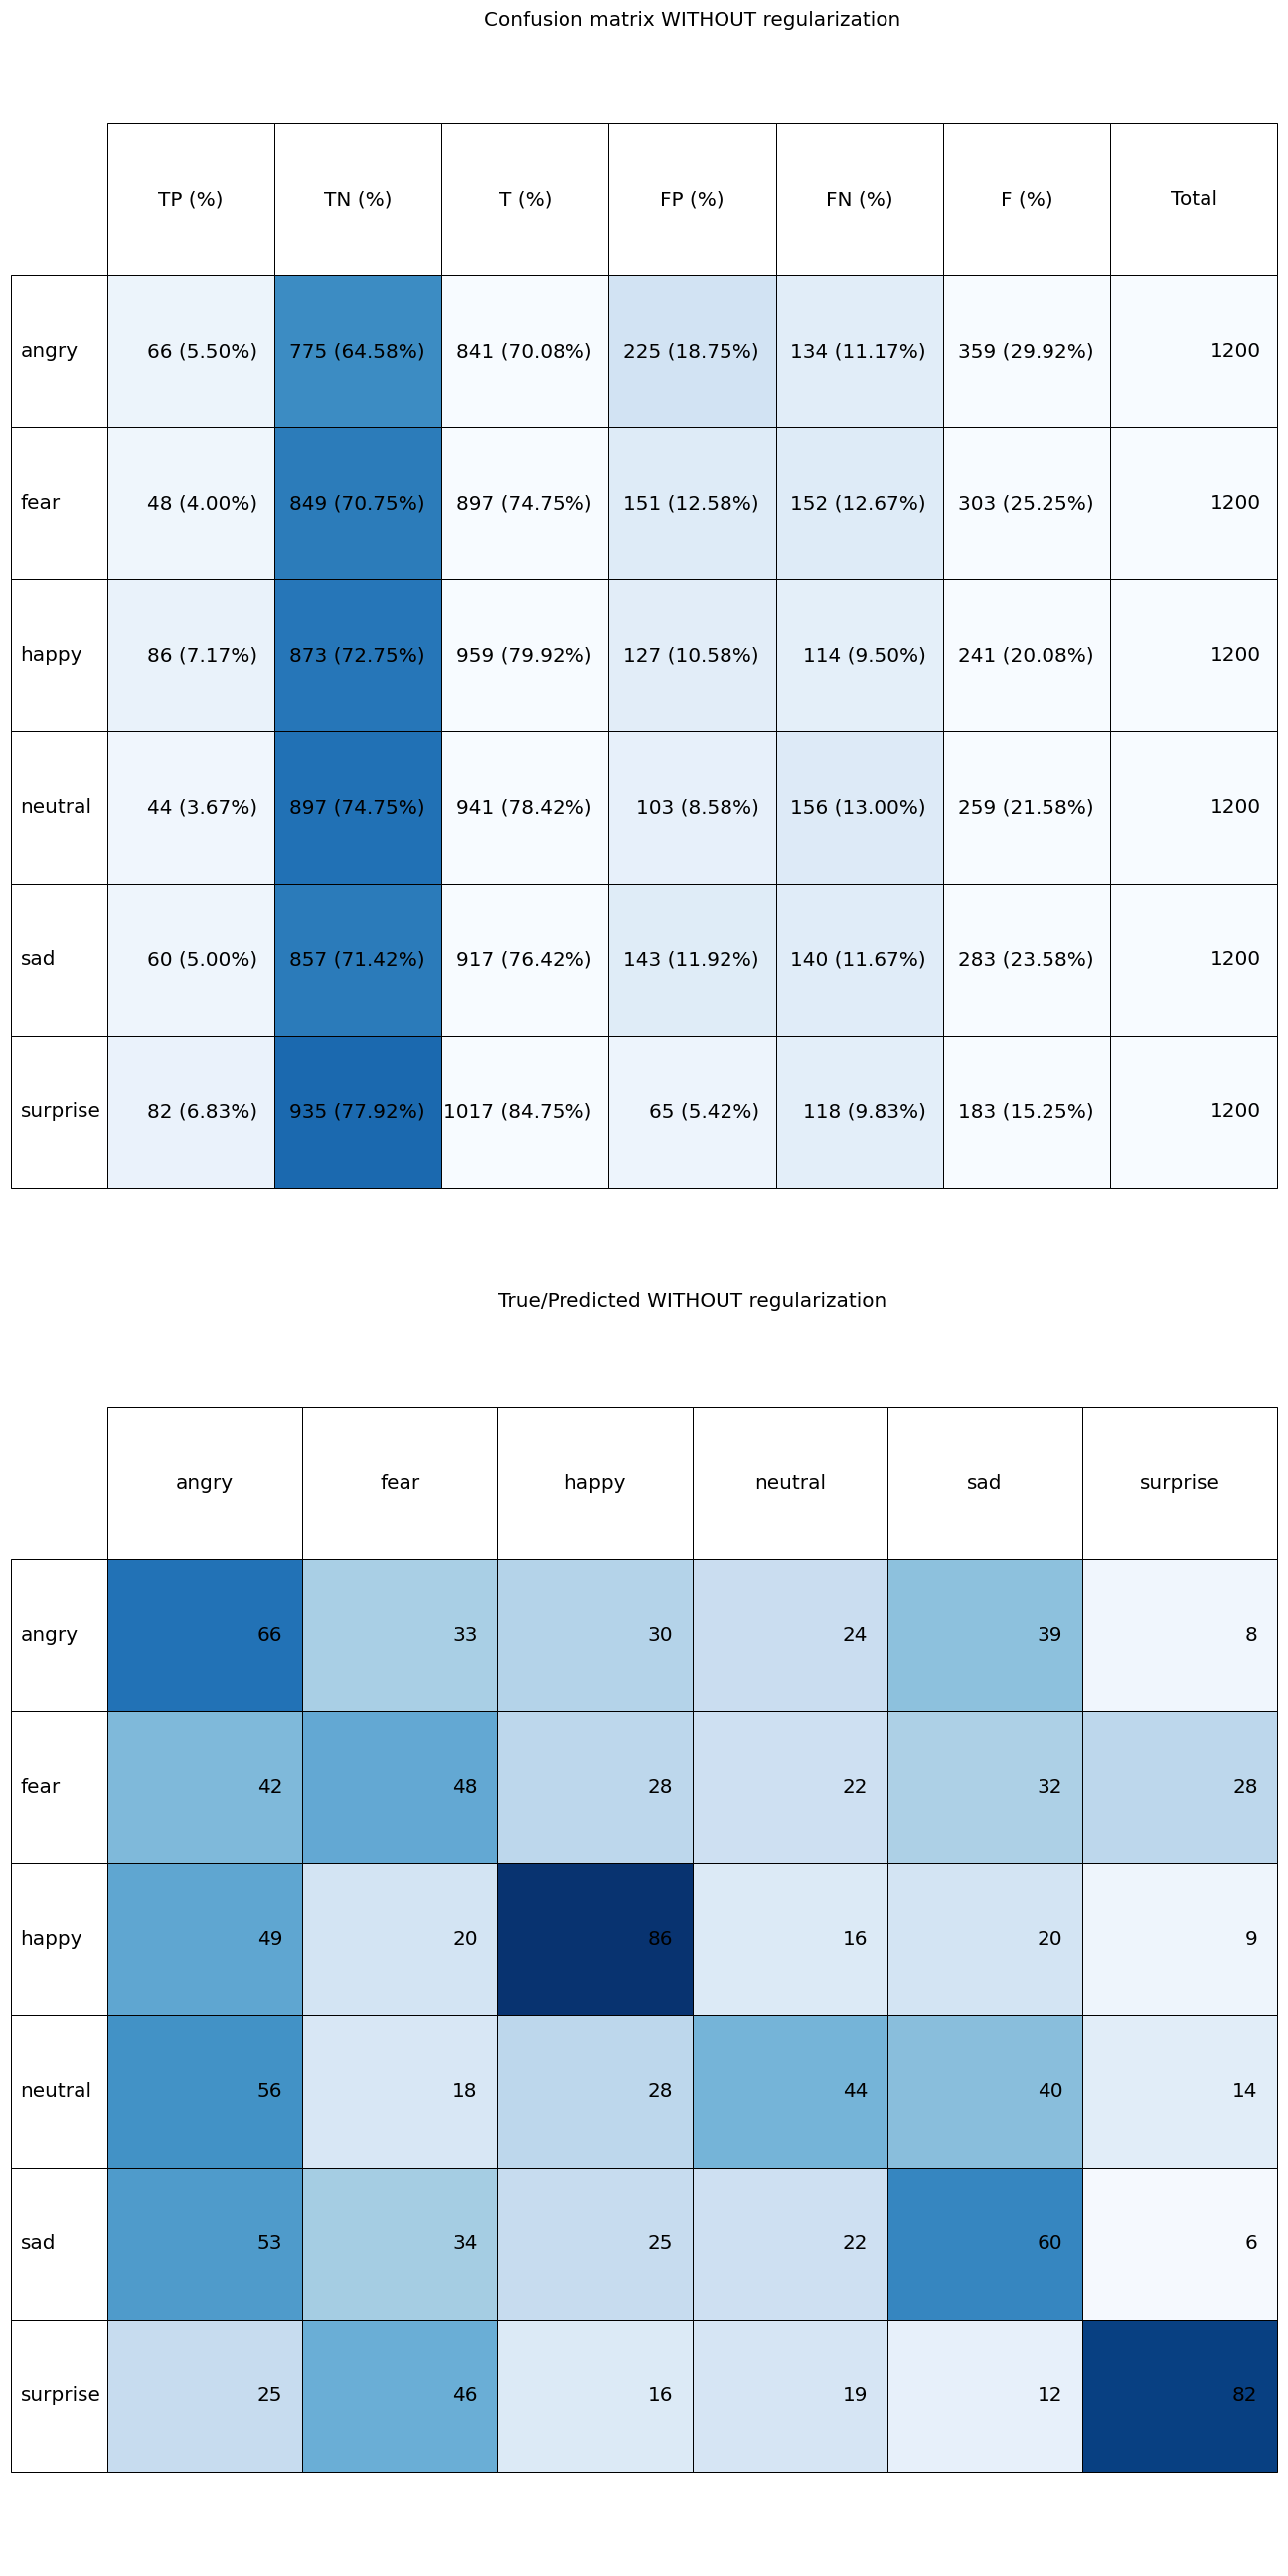 Confusion matrix WITHOUT regularization
TP (%) TN (%) T (%) FP (%) FN (%) F (%) Total
angry 66 (5.50%) 775 (64.58%) 841 (70.08%) 225 (18.75%) 134 (11.17%) 359 (29.92%) 1200
fear 48 (4.00%) 849 (70.75%) 897 (74.75%) 151 (12.58%) 152 (12.67%) 303 (25.25%) 1200
happy 86 (7.17%) 873 (72.75%) 959 (79.92%) 127 (10.58%) 114 (9.50%) 241 (20.08%) 1200
neutral 44 (3.67%) 897 (74.75%) 941 (78.42%) 103 (8.58%) 156 (13.00%) 259 (21.58%) 1200
sad 60 (5.00%) 857 (71.42%) 917 (76.42%) 143 (11.92%) 140 (11.67%) 283 (23.58%) 1200
surprise 82 (6.83%) 935 (77.92%) 1017 (84.75%) 65 (5.42%) 118 (9.83%) 183 (15.25%) 1200
True/Predicted WITHOUT regularization
angry fear happy neutral sad surprise
angry 66 33 30 24 39 8
fear 42 48 28 22 32 28
happy 49 20 86 16 20 9
neutral 56 18 28 44 40 14
sad 53 34 25 22 60 6
surprise 25 46 16 19 12 82